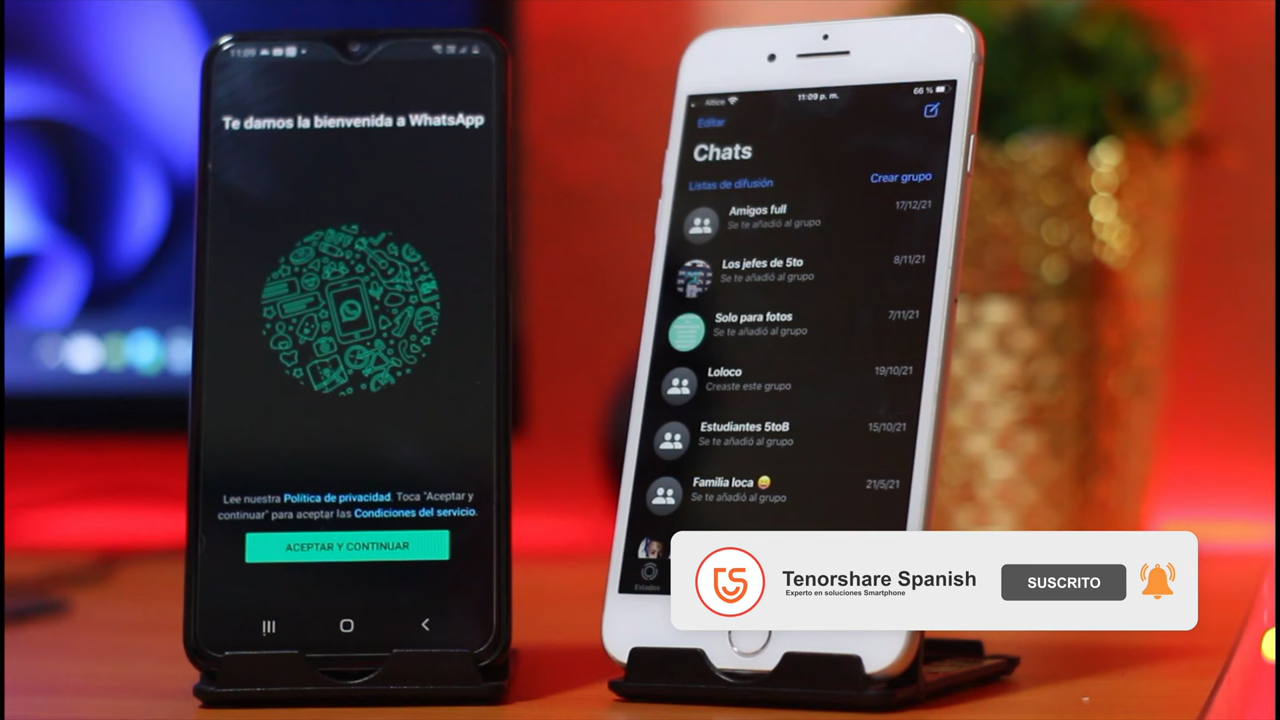 11:09
Te damos la bienvenida a WhatsApp
Lee nuestra Política de privacidad. Toca "Aceptar y
continuar" para aceptar las Condiciones del servicio.
ACEPTAR Y CONTINUAR
Altice
11:09 p. m.
66 %
Editar
Chats
Listas de difusión
Crear grupo
Amigos full
17/12/21
Se te añadió al grupo
Los jefes de 5to
8/11/21
Se te añadió al grupo
Solo para fotos
7/11/21
Se te añadió al grupo
Loloco
19/10/21
Creaste este grupo
Estudiantes 5toB
15/10/21
Se te añadió al grupo
Familia loca 😛
21/5/21
Se te añadió al grupo
Estados
Tenorshare Spanish
Experto en soluciones Smartphone
SUSCRITO